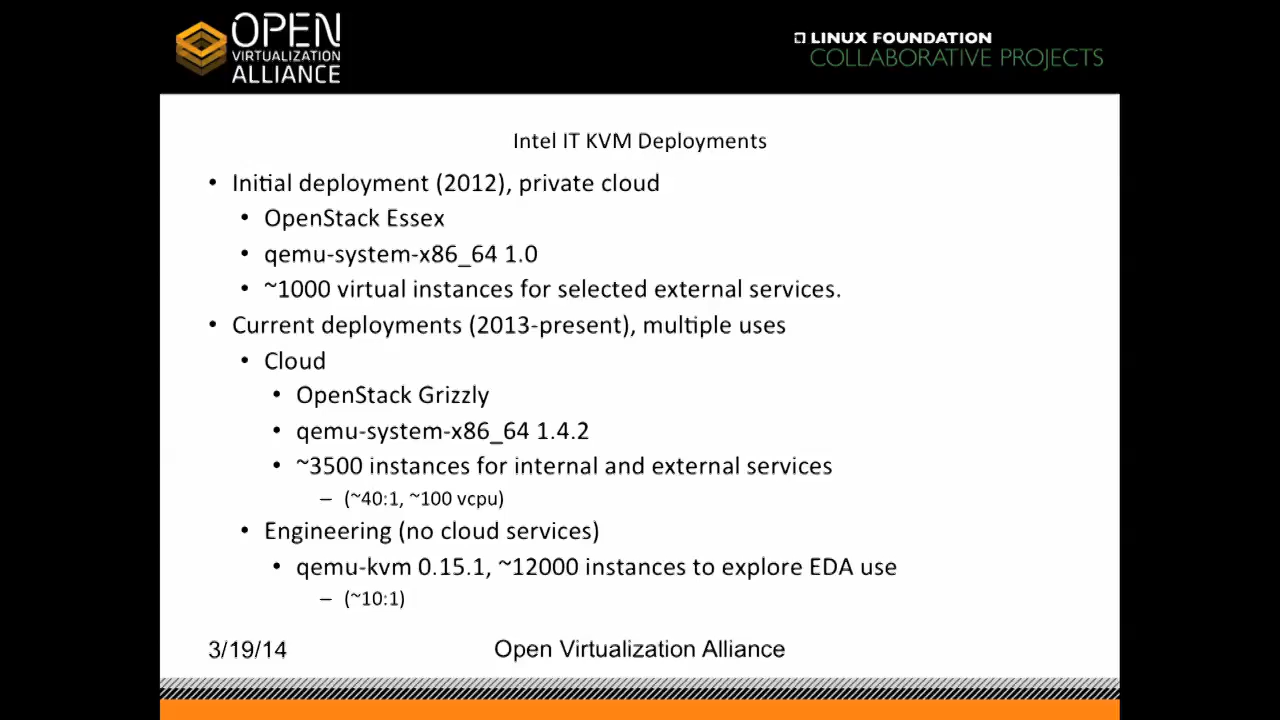 OPEN
VIRTUALIZATION
ALLIANCE
LINUX FOUNDATION
COLLABORATIVE PROJECTS
Intel IT KVM Deployments
• Initial deployment (2012), private cloud
• OpenStack Essex
• qemu-system-x86_64 1.0
• ~1000 virtual instances for selected external services.
• Current deployments (2013-present), multiple uses
• Cloud
• OpenStack Grizzly
• qemu-system-x86_64 1.4.2
• ~3500 instances for internal and external services
– (~40:1, ~100 vcpu)
• Engineering (no cloud services)
• qemu-kvm 0.15.1, ~12000 instances to explore EDA use
– (~10:1)
3/19/14
Open Virtualization Alliance